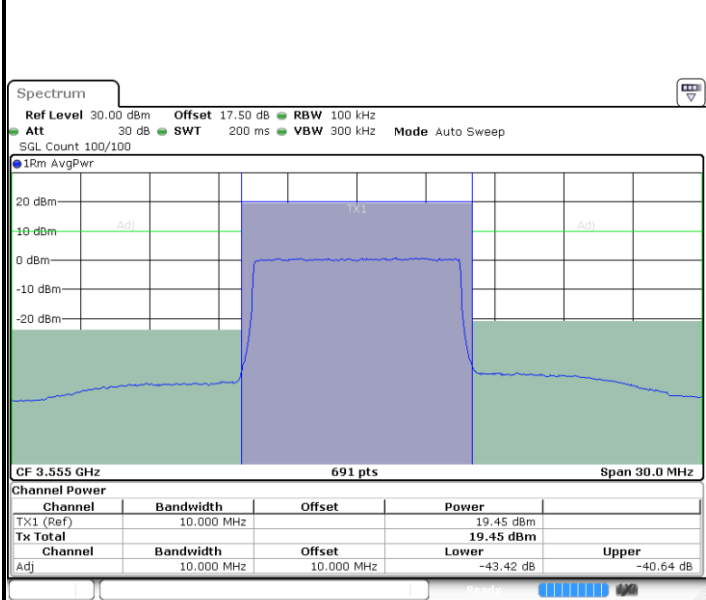 Spectrum
Ref Level 30.00 dBm Offset 17.50 dB RBW 100 kHz
Att 30 dB SWT 200 ms VBW 300 kHz Mode Auto Sweep
SGL Count 100/100
1Rm AvgPwr
20 dBm
TX1
Adj Adj
10 dBm
0 dBm
-10 dBm
-20 dBm
CF 3.555 GHz 691 pts Span 30.0 MHz
Channel Power
Channel Bandwidth Offset Power
TX1 (Ref) 10.000 MHz 19.45 dBm
Tx Total 19.45 dBm
Channel Bandwidth Offset Lower Upper
Adj 10.000 MHz 10.000 MHz -43.42 dB -40.64 dB
Ready